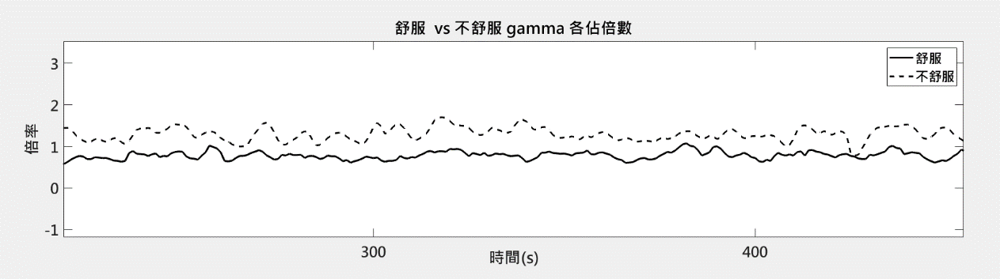 舒服 vs 不舒服 gamma 各佔倍數
舒服
不舒服
3
2
1
0
-1
倍率
300
400
時間(s)